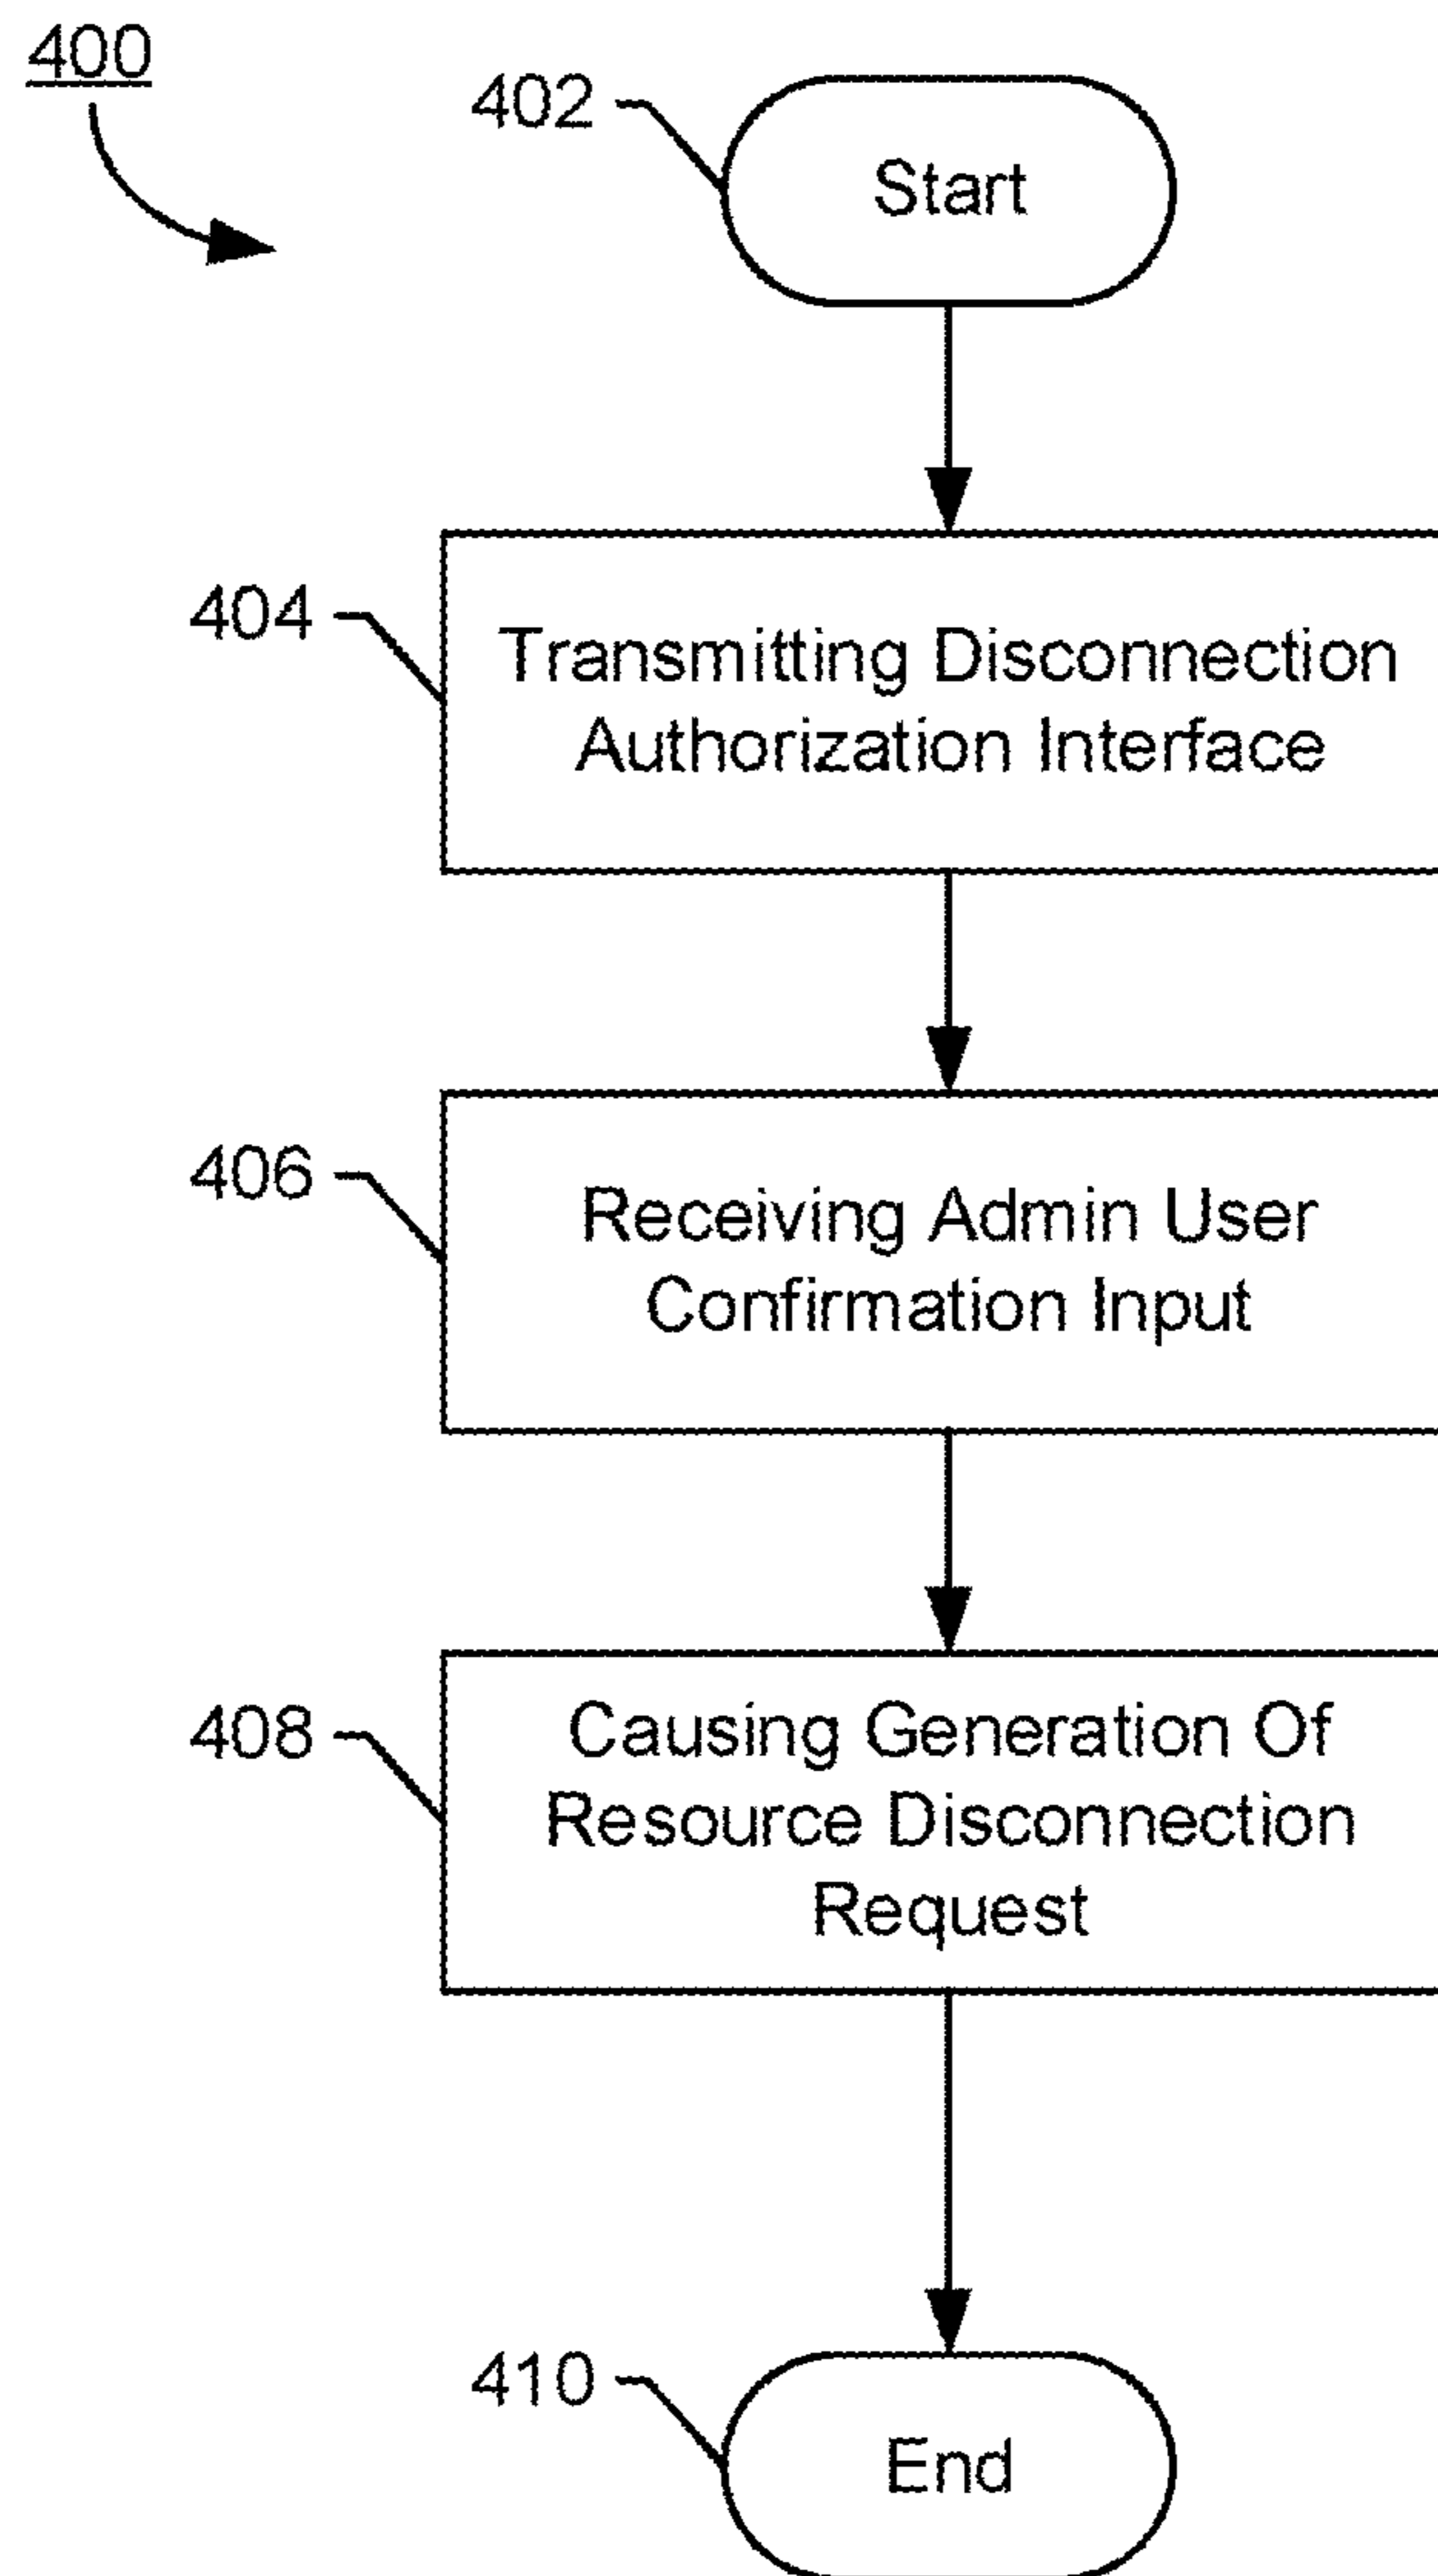 400
402
Start
404
Transmitting Disconnection
Authorization Interface
406
Receiving Admin User
Confirmation Input
408
Causing Generation Of
Resource Disconnection
Request
410
End